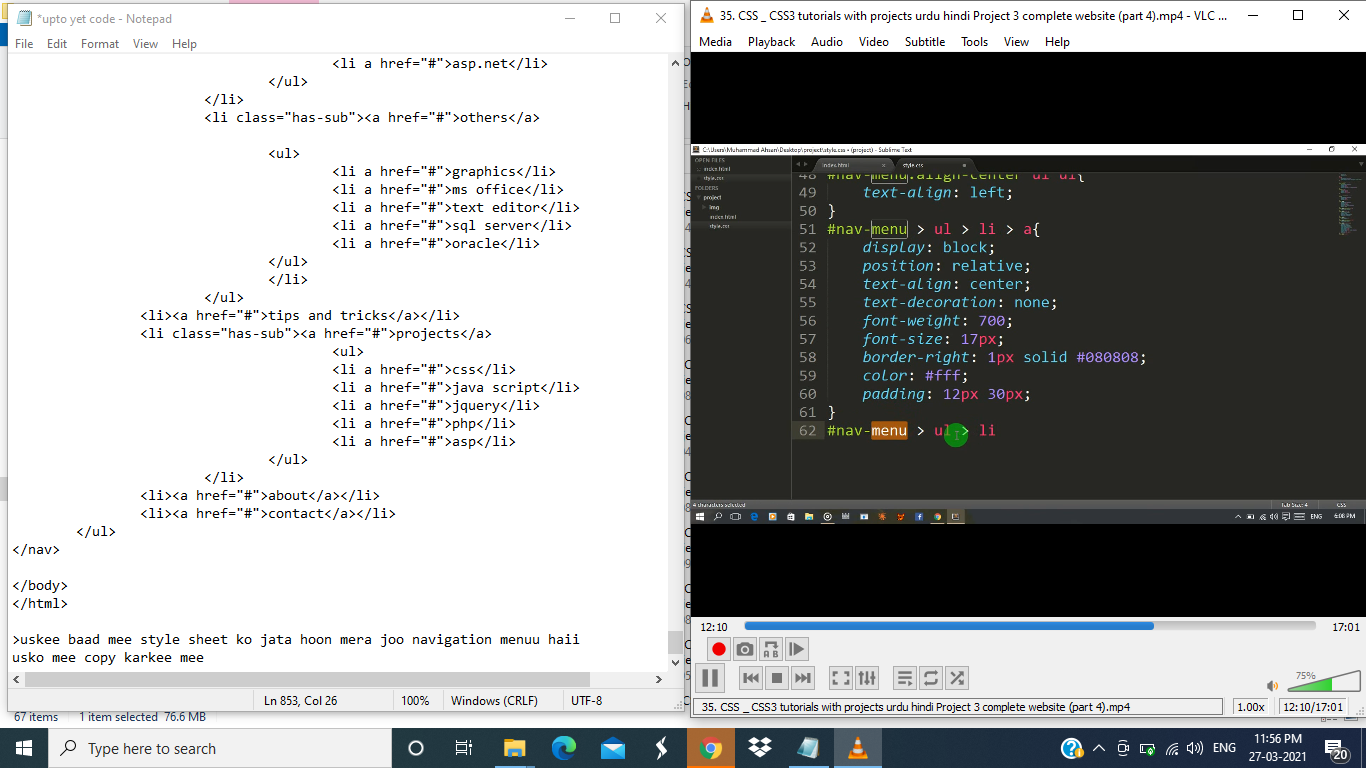 *upto yet code - Notepad
File Edit Format View Help
<li a href="#">asp.net</li>
</ul>
</li>
<li class="has-sub"><a href="#">others</a>
<ul>
<li a href="#">graphics</li>
<li a href="#">ms office</li>
<li a href="#">text editor</li>
<li a href="#">sql server</li>
<li a href="#">oracle</li>
</ul>
</li>
</ul>
<li><a href="#">tips and tricks</a></li>
<li class="has-sub"><a href="#">projects</a>
<ul>
<li a href="#">css</li>
<li a href="#">java script</li>
<li a href="#">jquery</li>
<li a href="#">php</li>
<li a href="#">asp</li>
</ul>
</li>
<li><a href="#">about</a></li>
<li><a href="#">contact</a></li>
</ul>
</nav>
</body>
</html>
>uskee baad mee style sheet ko jata hoon mera joo navigation menuu haii
usko mee copy karkee mee
Ln 853, Col 26 100% Windows (CRLF) UTF-8
67 items 1 item selected 76.6 MB
35. CSS _ CSS3 tutorials with projects urdu hindi Project 3 complete website (part 4).mp4 - VLC ...
Media Playback Audio Video Subtitle Tools View Help
C:\Users\Muhammad Ahsan\Desktop\project\style.css • (project) - Sublime Text
OPEN FILES
index.html
style.css
FOLDERS
project
img
index.html
style.css
index.html style.css
48 #nav-menu.align-center ul ul{
49 text-align: left;
50 }
51 #nav-menu > ul > li > a{
52 display: block;
53 position: relative;
54 text-align: center;
55 text-decoration: none;
56 font-weight: 700;
57 font-size: 17px;
58 border-right: 1px solid #080808;
59 color: #fff;
60 padding: 12px 30px;
61 }
62 #nav-menu > ul > li
4 characters selected Tab Size: 4 CSS
ENG 6:08 PM
12:10 17:01
75%
35. CSS _ CSS3 tutorials with projects urdu hindi Project 3 complete website (part 4).mp4 1.00x 12:10/17:01
Type here to search
ENG 11:56 PM
27-03-2021
20